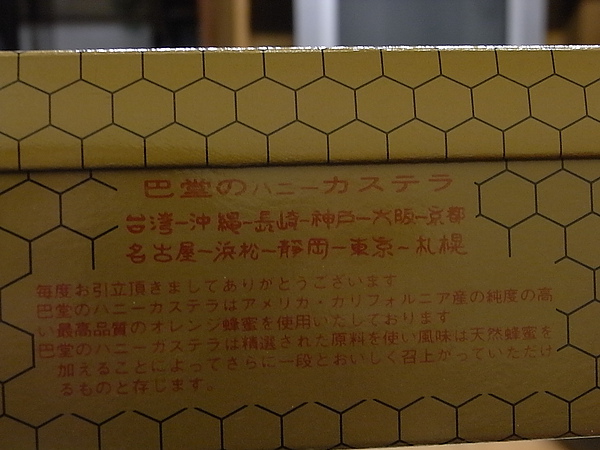 巴堂のハニーカステラ
台湾−沖縄−長崎−神戸−大阪−京都
名古屋−浜松−静岡−東京−札幌
毎度お引立頂きましてありがとうございます
巴堂のハニーカステラはアメリカ・カリフォルニア産の純度の高
い最高品質のオレンジ蜂蜜を使用いたしております
巴堂のハニーカステラは精選された原料を使い風味は天然蜂蜜を
加えることによってさらに一段とおいしく召上がっていただけ
るものと存じます。